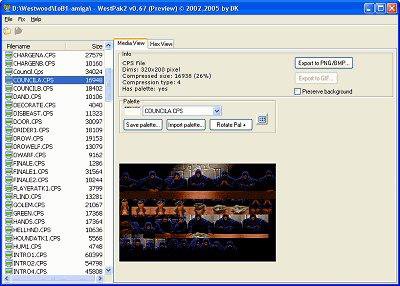 D:\Westwood\EoB1-amiga\ - WestPak2 v0.67 (Preview) © 2002,2005 by DK
File Fix Help
Filename Size
CHARGENA.CPS 27279
CHARGENB.CPS 10160
Council.CPS 34024
COUNCILA.CPS 16948
COUNCILB.CPS 18402
DAND.CPS 10106
DECORATE.CPS 4040
DISBEAST.CPS 11323
DOOR.CPS 30097
DRIDER1.CPS 10109
DROW.CPS 19153
DROWELF.CPS 13079
DWARF.CPS 9162
FINALE.CPS 1286
FINALE1.CPS 31564
FINALE2.CPS 11278
PLAYERATK1.CPS 3799
FLIND.CPS 13281
GOLEM.CPS 21067
GREEN.CPS 17368
HANDS.CPS 17364
HELLHND.CPS 10636
HOUNDATK1.CPS 5568
HUM1.CPS 4748
INTRO1.CPS 60399
INTRO2.CPS 54798
INTRO4.CPS 45808
Media View Hex View
Info
CPS File
Dims: 320x200 pixel
Compressed size: 16938 (26%)
Compression type: 4
Has palette: yes
Export to PNG/BMP...
Export to GIF...
Preserve background
Palette
COUNCILA.CPS
Save palette... Import palette... Rotate Pal +